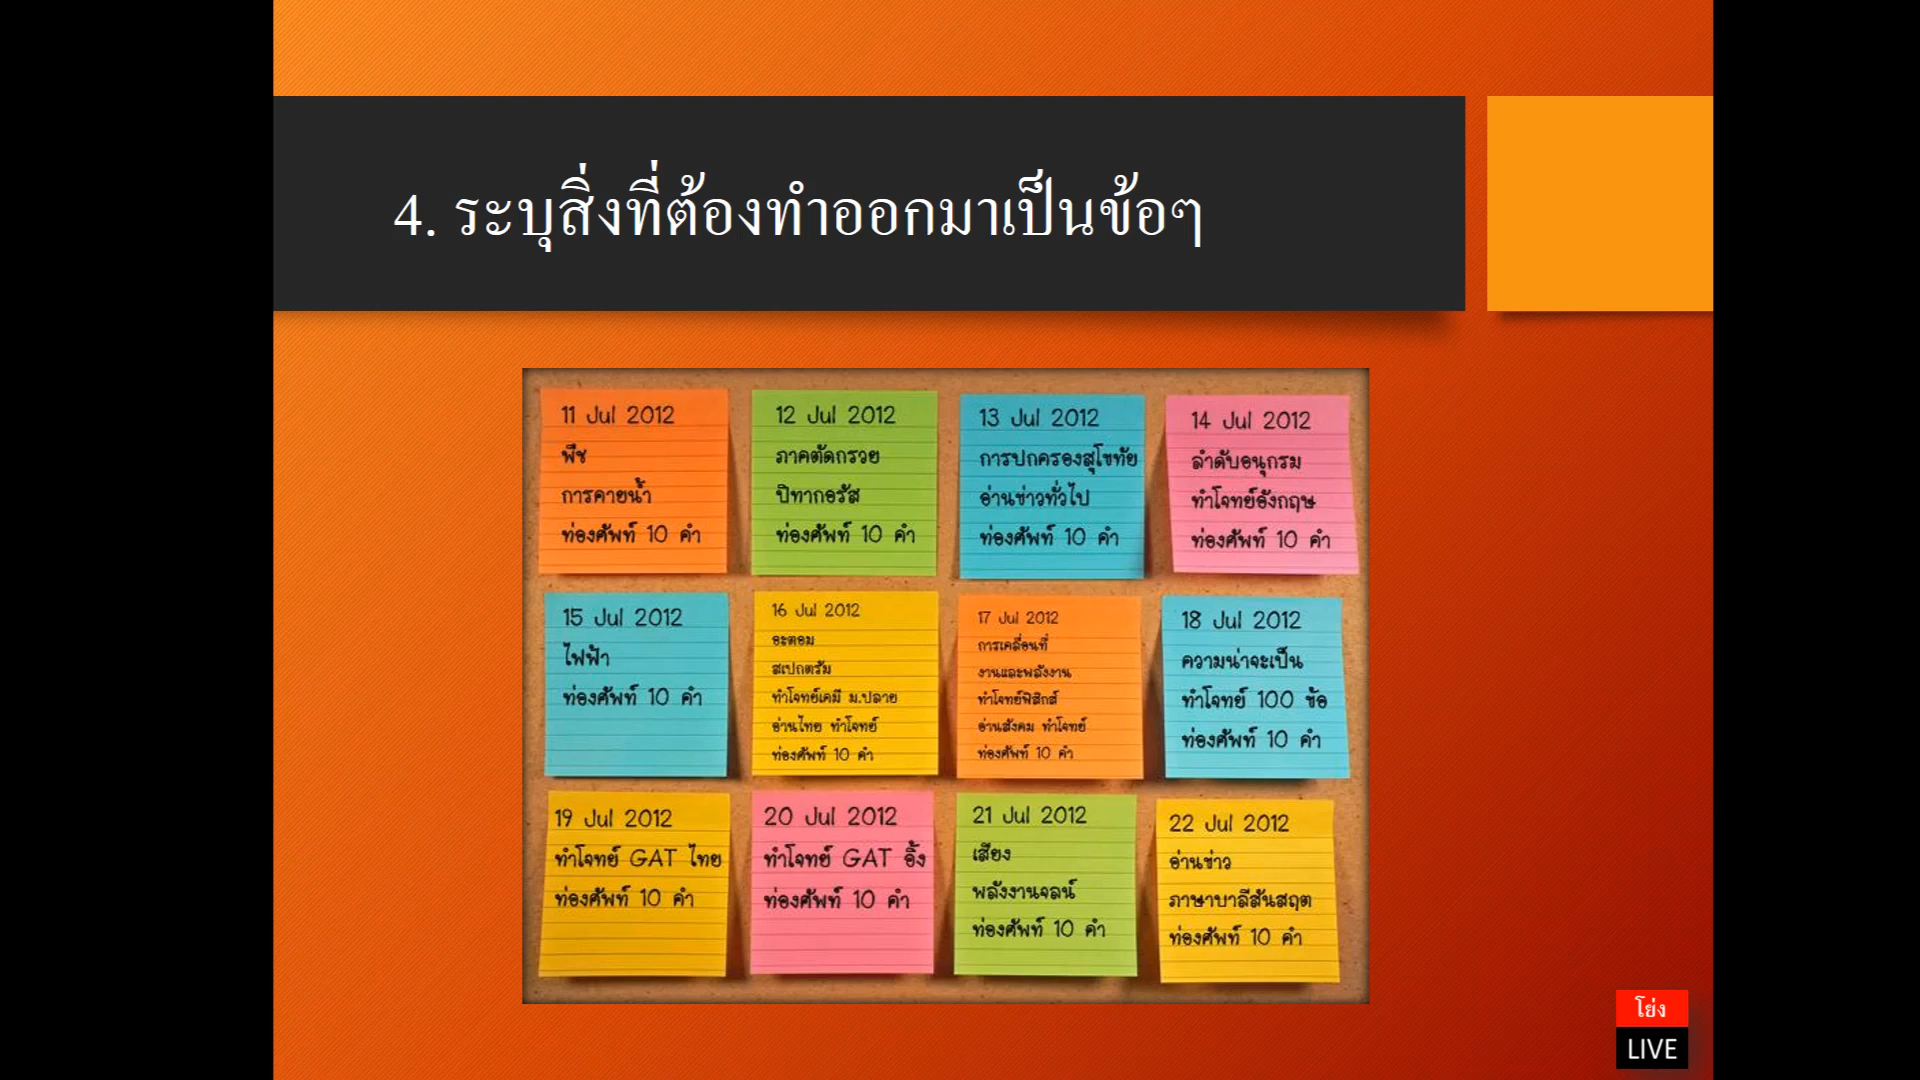 4. ระบุสิ่งที่ต้องทำออกมาเป็นข้อๆ
11 Jul 2012
พืช
การคายน้ำ
ท่องศัพท์ 10 คำ
12 Jul 2012
ภาคตัดกรวย
ปิทากอรัส
ท่องศัพท์ 10 คำ
13 Jul 2012
การปกครองสุโขทัย
อ่านข่าวทั่วไป
ท่องศัพท์ 10 คำ
14 Jul 2012
ลำดับอนุกรม
ทำโจทย์อังกฤษ
ท่องศัพท์ 10 คำ
15 Jul 2012
ไฟฟ้า
ท่องศัพท์ 10 คำ
16 Jul 2012
อะตอม
สเปกตรัม
ทำโจทย์เคมี ม.ปลาย
อ่านไทย ทำโจทย์
ท่องศัพท์ 10 คำ
17 Jul 2012
การเคลื่อนที่
งานและพลังงาน
ทำโจทย์ฟิสิกส์
อ่านสังคม ทำโจทย์
ท่องศัพท์ 10 คำ
18 Jul 2012
ความน่าจะเป็น
ทำโจทย์ 100 ข้อ
ท่องศัพท์ 10 คำ
19 Jul 2012
ทำโจทย์ GAT ไทย
ท่องศัพท์ 10 คำ
20 Jul 2012
ทำโจทย์ GAT อิ้ง
ท่องศัพท์ 10 คำ
21 Jul 2012
เสียง
พลังงานจลน์
ท่องศัพท์ 10 คำ
22 Jul 2012
อ่านข่าว
ภาษาบาลีสันสฤต
ท่องศัพท์ 10 คำ
โย่ง
LIVE